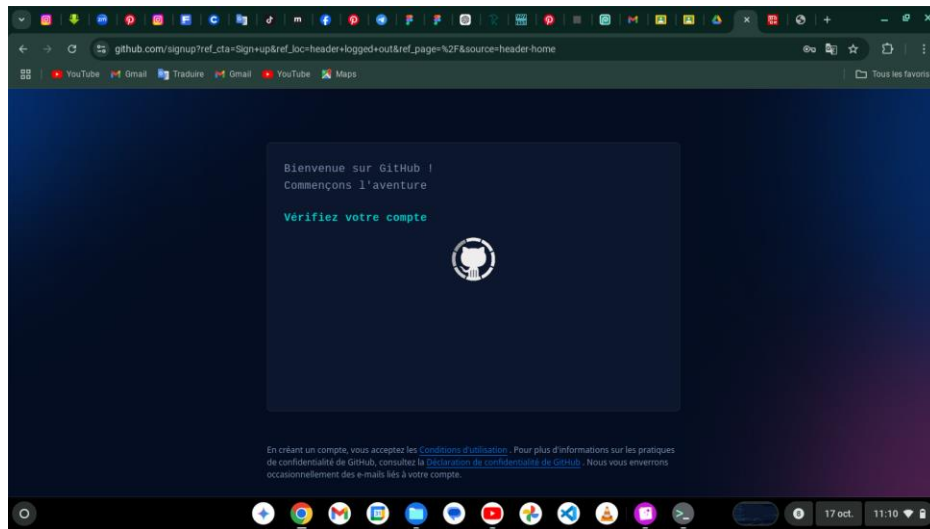 github.com/signup?ref_cta=Sign+up&ref_loc=header+logged+out&ref_page=%2F&source=header-home
YouTube Gmail Traduire Gmail YouTube Maps Tous les favoris
Bienvenue sur GitHub !
Commençons l'aventure
Vérifiez votre compte
En créant un compte, vous acceptez les Conditions d'utilisation . Pour plus d'informations sur les pratiques
de confidentialité de GitHub, consultez la Déclaration de confidentialité de GitHub . Nous vous enverrons
occasionnellement des e-mails liés à votre compte.
17 oct. 11:10